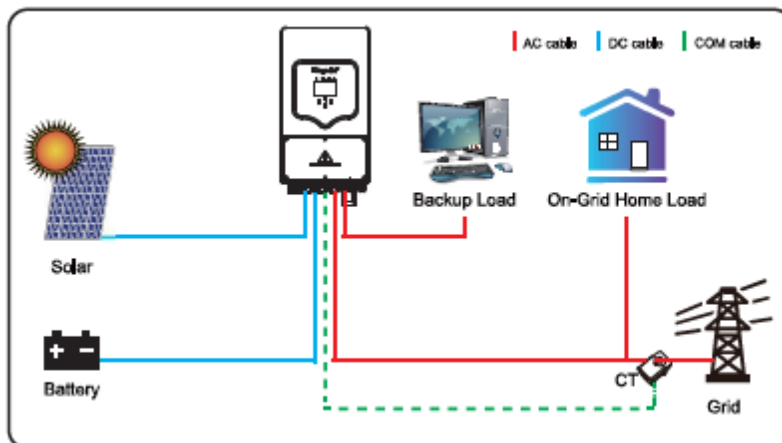 AC cable
DC cable
COM cable
Backup Load
On-Grid Home Load
Solar
Battery
CT
Grid